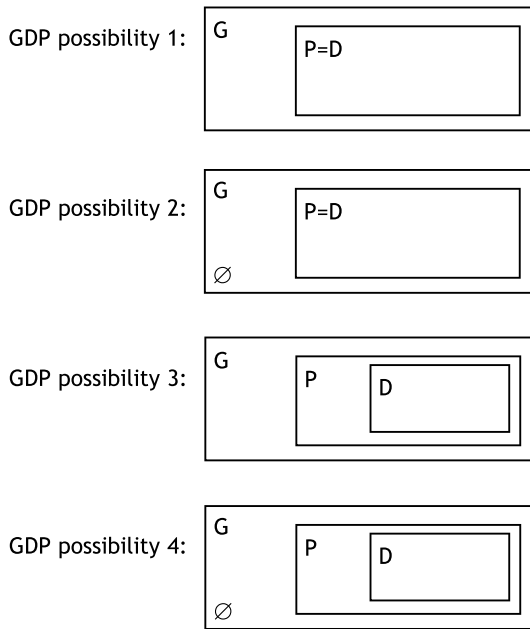 G
GDP possibility 1:
P=D
G
GDP possibility 2:
P=D
∅
G
GDP possibility 3:
P
D
G
GDP possibility 4:
P
D
∅